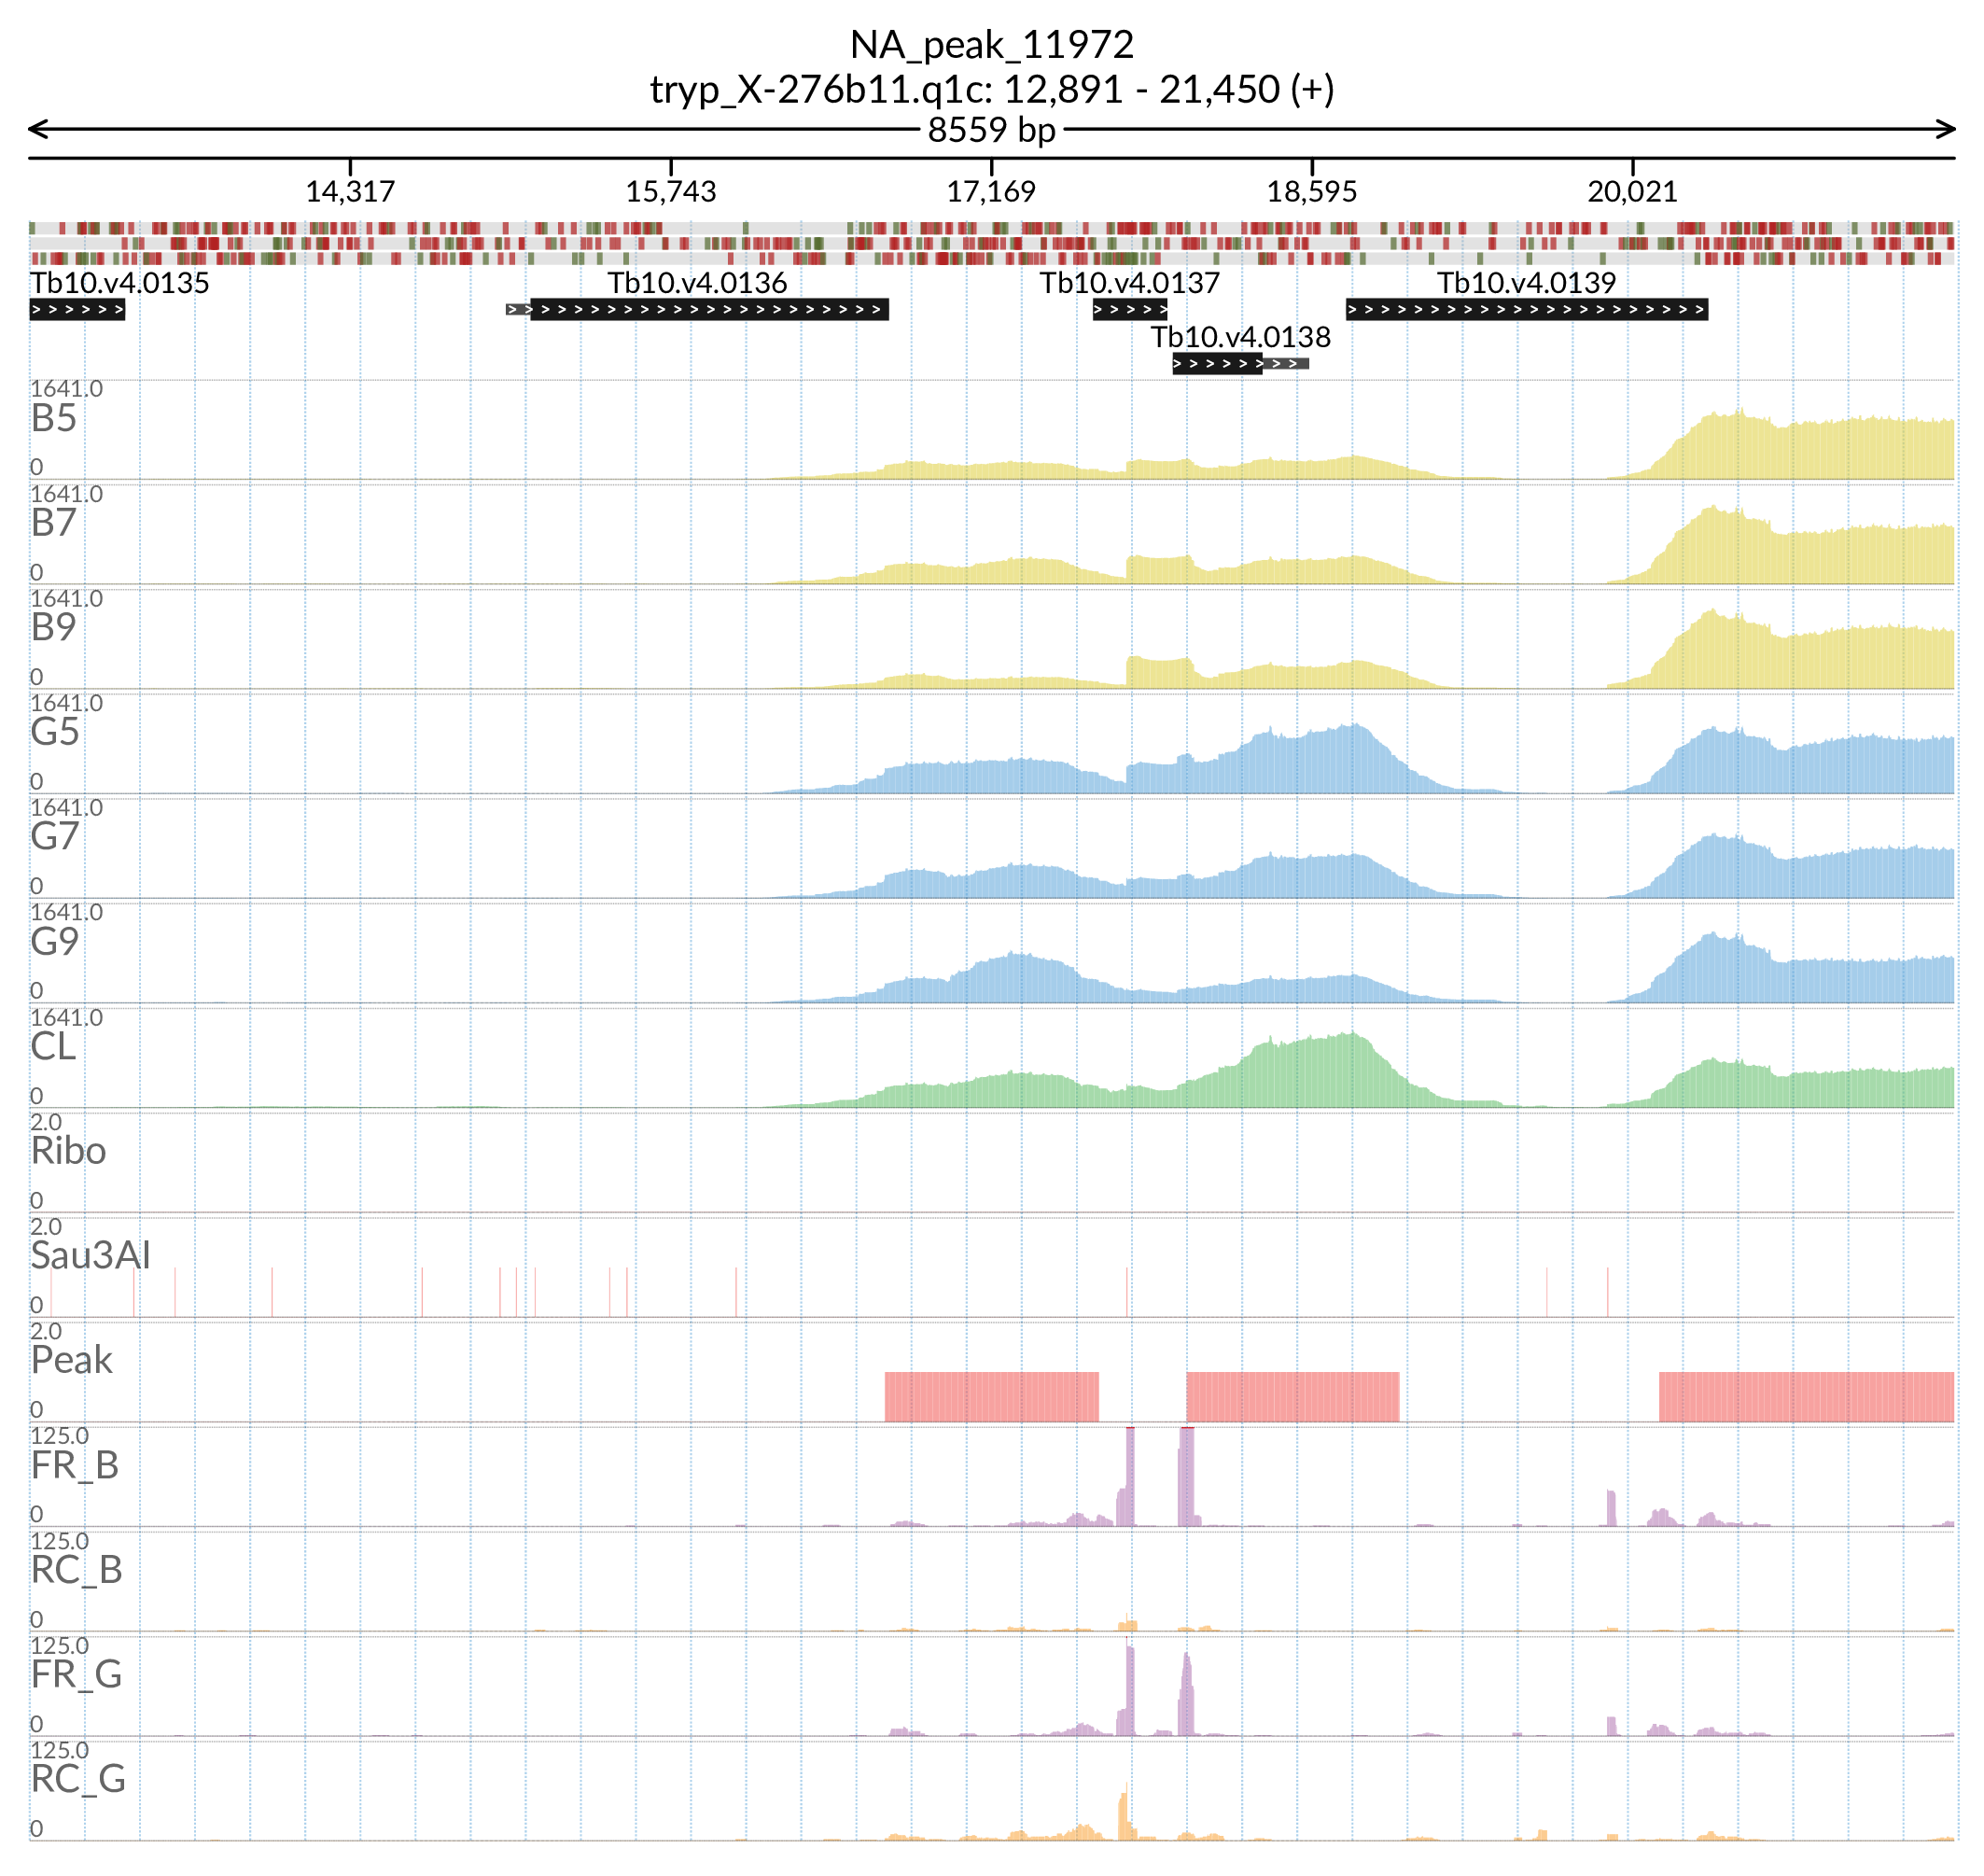 NA_peak_11972
tryp_X-276b11.q1c: 12,891 - 21,450 (+)
8559 bp
14,317 15,743 17,169 18,595 20,021
Tb10.v4.0135 Tb10.v4.0136 Tb10.v4.0137 Tb10.v4.0139
Tb10.v4.0138
1641.0
B5
0
1641.0
B7
0
1641.0
B9
0
1641.0
G5
0
1641.0
G7
0
1641.0
G9
0
1641.0
CL
0
2.0
Ribo
0
2.0
Sau3AI
0
2.0
Peak
0
125.0
FR_B
0
125.0
RC_B
0
125.0
FR_G
0
125.0
RC_G
0